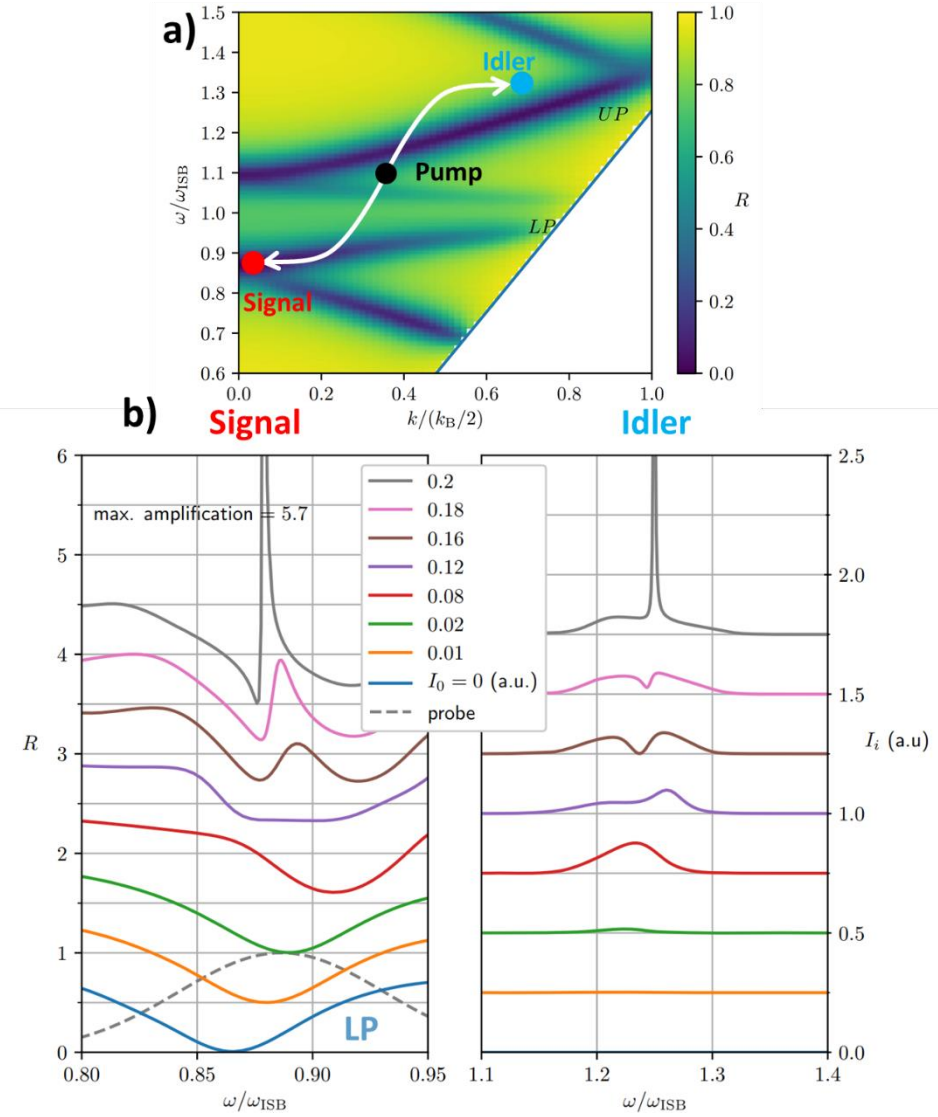 a)
1.5
1.4
1.3
1.2
1.1
1.0
0.9
0.8
0.7
0.6
ω/ω_ISB
Idler
UP
Pump
LP
Signal
0.0 0.2 0.4 0.6 0.8 1.0
k/(k_B/2)
1.0
0.8
0.6
0.4
0.2
0.0
R
b)
Signal
Idler
6
5
4
3
2
1
0
R
max. amplification = 5.7
LP
0.80 0.85 0.90 0.95
ω/ω_ISB
0.2
0.18
0.16
0.12
0.08
0.02
0.01
I_0 = 0 (a.u.)
probe
2.5
2.0
1.5
1.0
0.5
0.0
I_i (a.u)
1.1 1.2 1.3 1.4
ω/ω_ISB